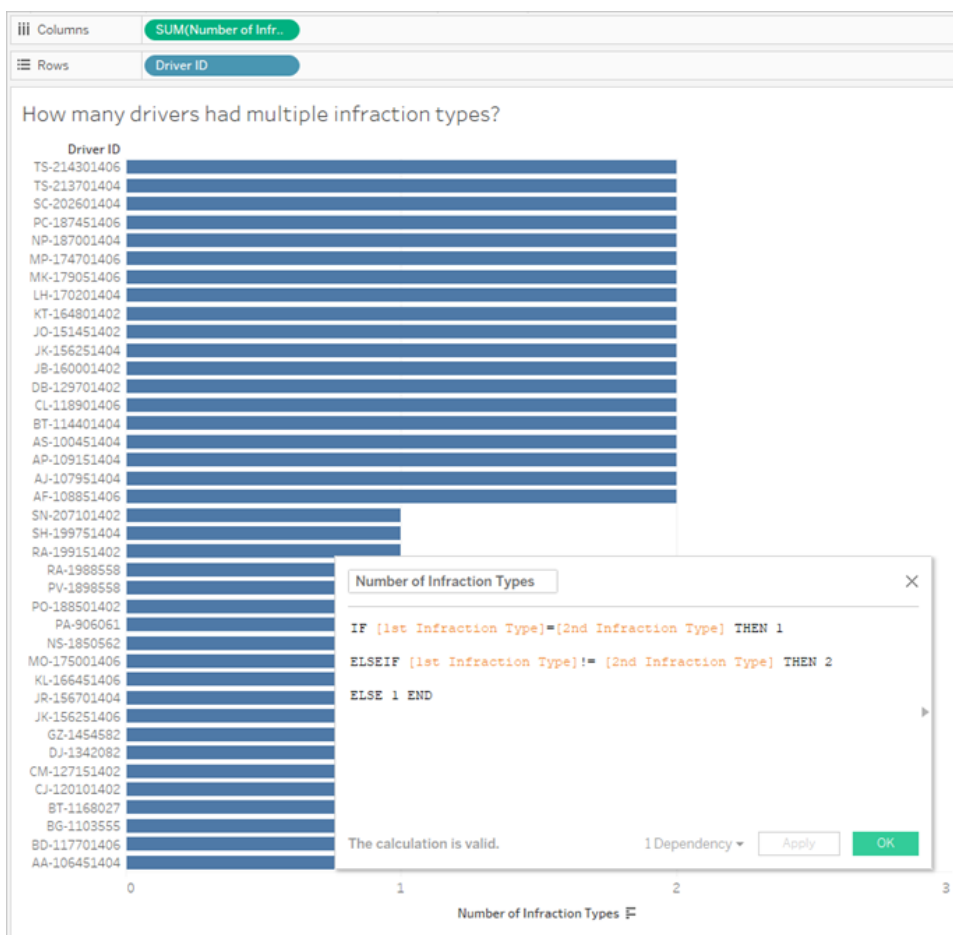 Columns SUM(Number of Infr..
Rows Driver ID
How many drivers had multiple infraction types?
Driver ID
TS-214301406
TS-213701404
SC-202601404
PC-187451406
NP-187001404
MP-174701406
MK-179051406
LH-170201404
KT-164801402
JO-151451402
JK-156251404
JB-160001402
DB-129701402
CL-118901406
BT-114401404
AS-100451404
AP-109151404
AJ-107951404
AF-108851406
SN-207101402
SH-199751404
RA-199151402
RA-1988558
PV-1898558
PO-188501402
PA-906061
NS-1850562
MO-175001406
KL-166451406
JR-156701404
JK-156251406
GZ-1454582
DJ-1342082
CM-127151402
CJ-120101402
BT-1168027
BG-1103555
BD-117701406
AA-106451404
Number of Infraction Types
IF [1st Infraction Type]=[2nd Infraction Type] THEN 1
ELSEIF [1st Infraction Type]!= [2nd Infraction Type] THEN 2
ELSE 1 END
The calculation is valid. 1 Dependency Apply OK
0 1 2 3
Number of Infraction Types